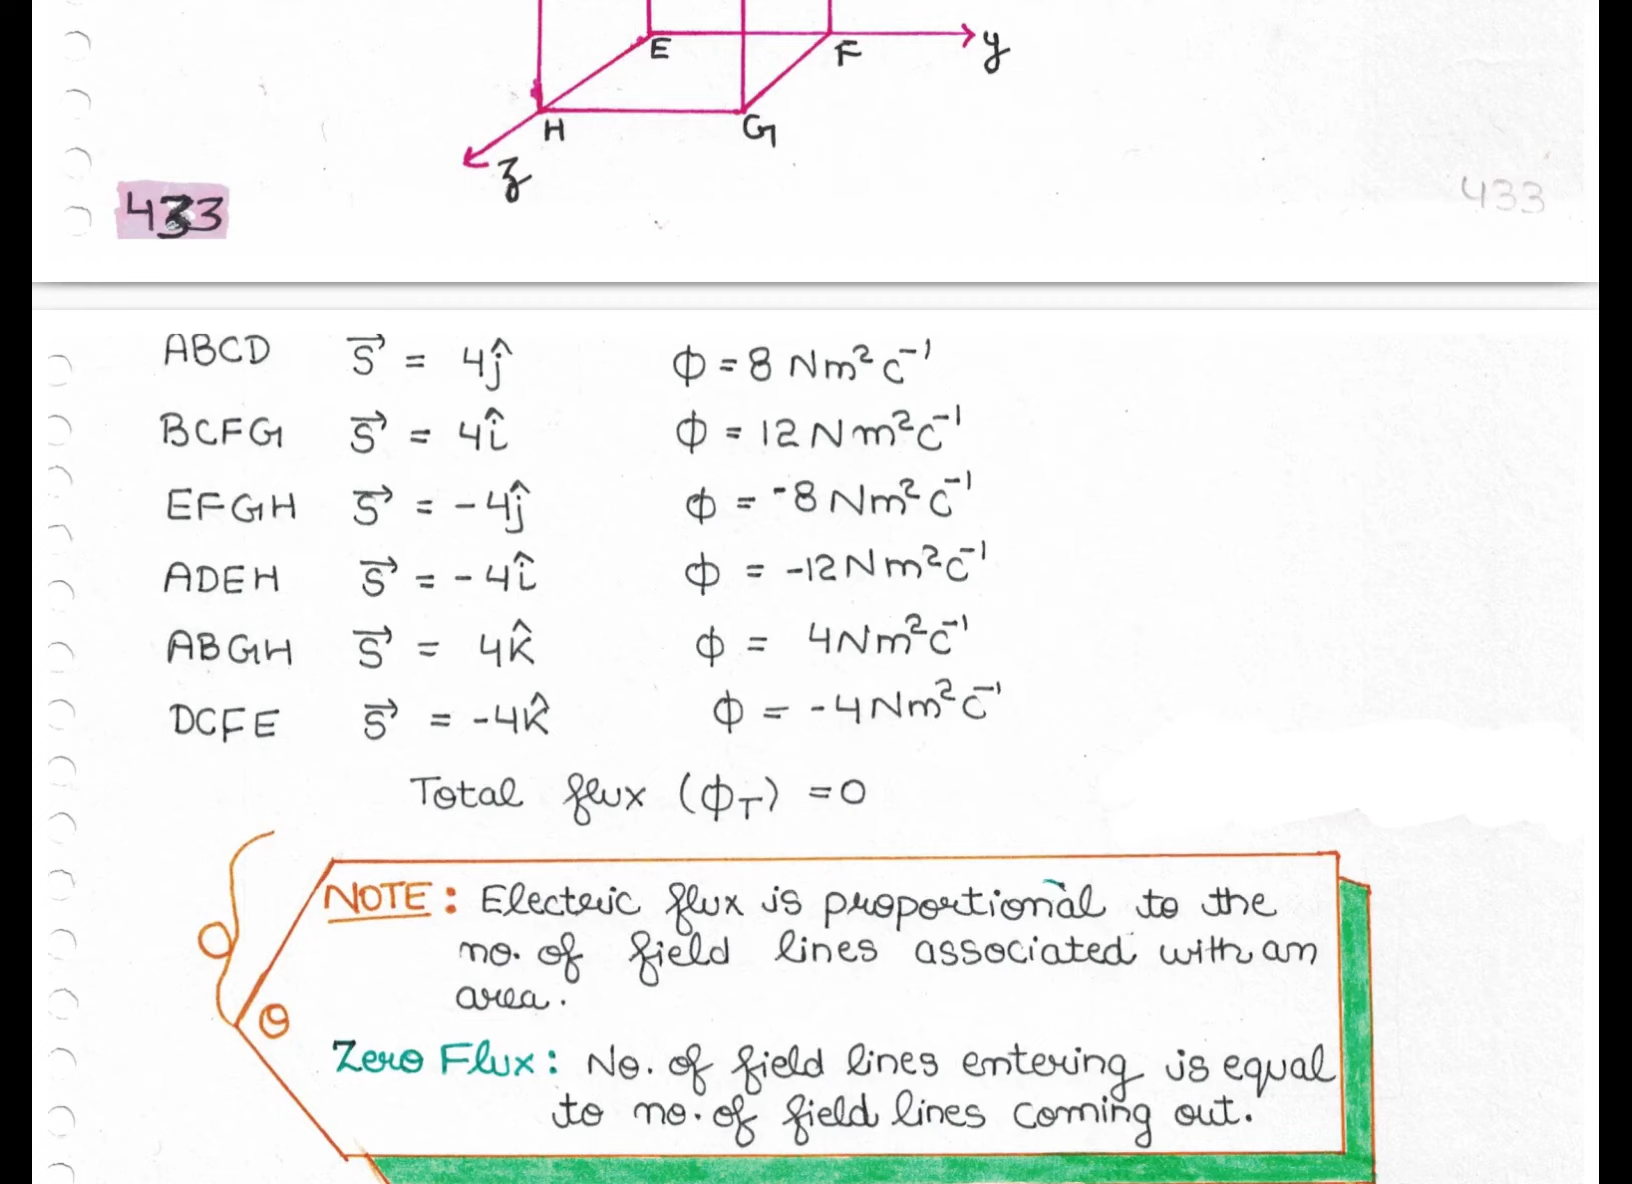 E
F
y
H
G
z
433
433
ABCD S⃗ = 4ĵ ϕ = 8 Nm²C⁻¹
BCFG S⃗ = 4î ϕ = 12 Nm²C⁻¹
EFGH S⃗ = -4ĵ ϕ = -8 Nm²C⁻¹
ADEH S⃗ = -4î ϕ = -12 Nm²C⁻¹
ABGH S⃗ = 4k̂ ϕ = 4 Nm²C⁻¹
DCFE S⃗ = -4k̂ ϕ = -4 Nm²C⁻¹
Total flux (ϕT) = 0
NOTE: Electric flux is proportional to the
no. of field lines associated with an
area.
Zero Flux: No. of field lines entering is equal
to no. of field lines coming out.